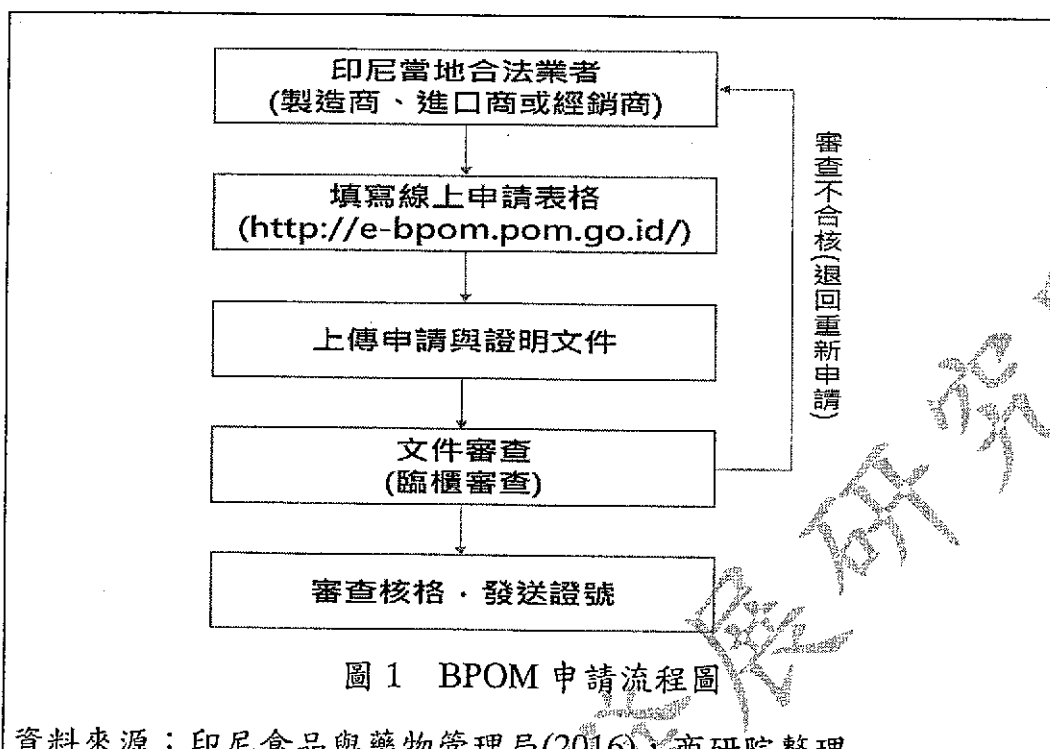 印尼當地合法業者
(製造商、進口商或經銷商)
填寫線上申請表格
(http://e-bpom.pom.go.id/)
上傳申請與證明文件
文件審查
(臨櫃審查)
審查不合核(退回重新申請)
審查核格・發送證號
圖 1 BPOM 申請流程圖
資料來源：印尼食品與藥物管理局(2016)，商研院整理
展研究